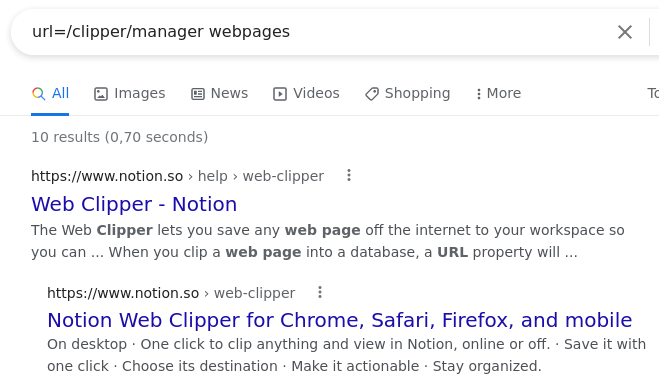 url=/clipper/manager webpages
All Images News Videos Shopping More To
10 results (0,70 seconds)
https://www.notion.so › help › web-clipper
Web Clipper - Notion
The Web Clipper lets you save any web page off the internet to your workspace so
you can ... When you clip a web page into a database, a URL property will ...
https://www.notion.so › web-clipper
Notion Web Clipper for Chrome, Safari, Firefox, and mobile
On desktop · One click to clip anything and view in Notion, online or off. · Save it with
one click · Choose its destination · Make it actionable · Stay organized.